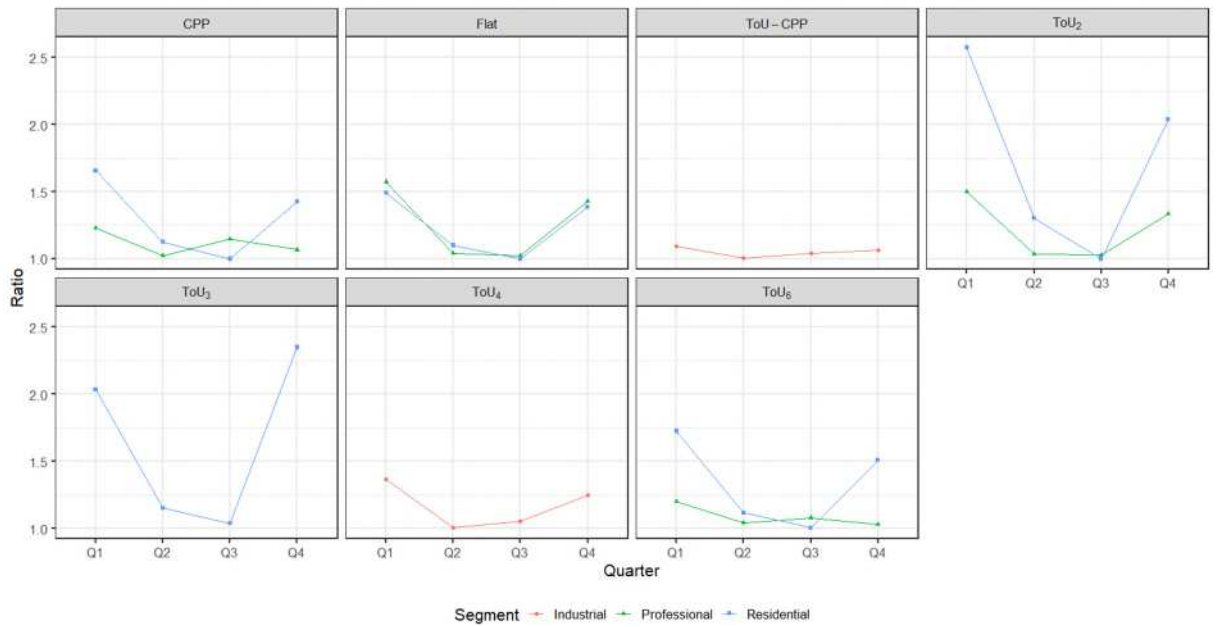 CPP Flat ToU – CPP ToU₂
2.5
2.0
1.5
1.0
Q1 Q2 Q3 Q4
Ratio
ToU₃ ToU₄ ToU₆
2.5
2.0
1.5
1.0
Q1 Q2 Q3 Q4 Q1 Q2 Q3 Q4 Q1 Q2 Q3 Q4
Quarter
Segment Industrial Professional Residential